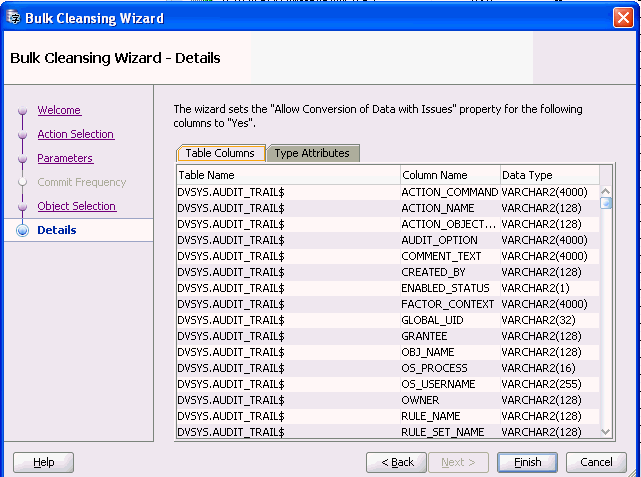 Bulk Cleansing Wizard
Bulk Cleansing Wizard - Details
Welcome
Action Selection
Parameters
Commit Frequency
Object Selection
Details
The wizard sets the "Allow Conversion of Data with Issues" property for the following
columns to "Yes".
Table Columns Type Attributes
Table Name Column Name Data Type
DVSYS.AUDIT_TRAIL$ ACTION_COMMAND VARCHAR2(4000)
DVSYS.AUDIT_TRAIL$ ACTION_NAME VARCHAR2(128)
DVSYS.AUDIT_TRAIL$ ACTION_OBJECT... VARCHAR2(128)
DVSYS.AUDIT_TRAIL$ AUDIT_OPTION VARCHAR2(4000)
DVSYS.AUDIT_TRAIL$ COMMENT_TEXT VARCHAR2(4000)
DVSYS.AUDIT_TRAIL$ CREATED_BY VARCHAR2(128)
DVSYS.AUDIT_TRAIL$ ENABLED_STATUS VARCHAR2(1)
DVSYS.AUDIT_TRAIL$ FACTOR_CONTEXT VARCHAR2(4000)
DVSYS.AUDIT_TRAIL$ GLOBAL_UID VARCHAR2(32)
DVSYS.AUDIT_TRAIL$ GRANTEE VARCHAR2(128)
DVSYS.AUDIT_TRAIL$ OBJ_NAME VARCHAR2(128)
DVSYS.AUDIT_TRAIL$ OS_PROCESS VARCHAR2(16)
DVSYS.AUDIT_TRAIL$ OS_USERNAME VARCHAR2(255)
DVSYS.AUDIT_TRAIL$ OWNER VARCHAR2(128)
DVSYS.AUDIT_TRAIL$ RULE_NAME VARCHAR2(128)
DVSYS.AUDIT_TRAIL$ RULE_SET_NAME VARCHAR2(128)
Help < Back Next > Finish Cancel